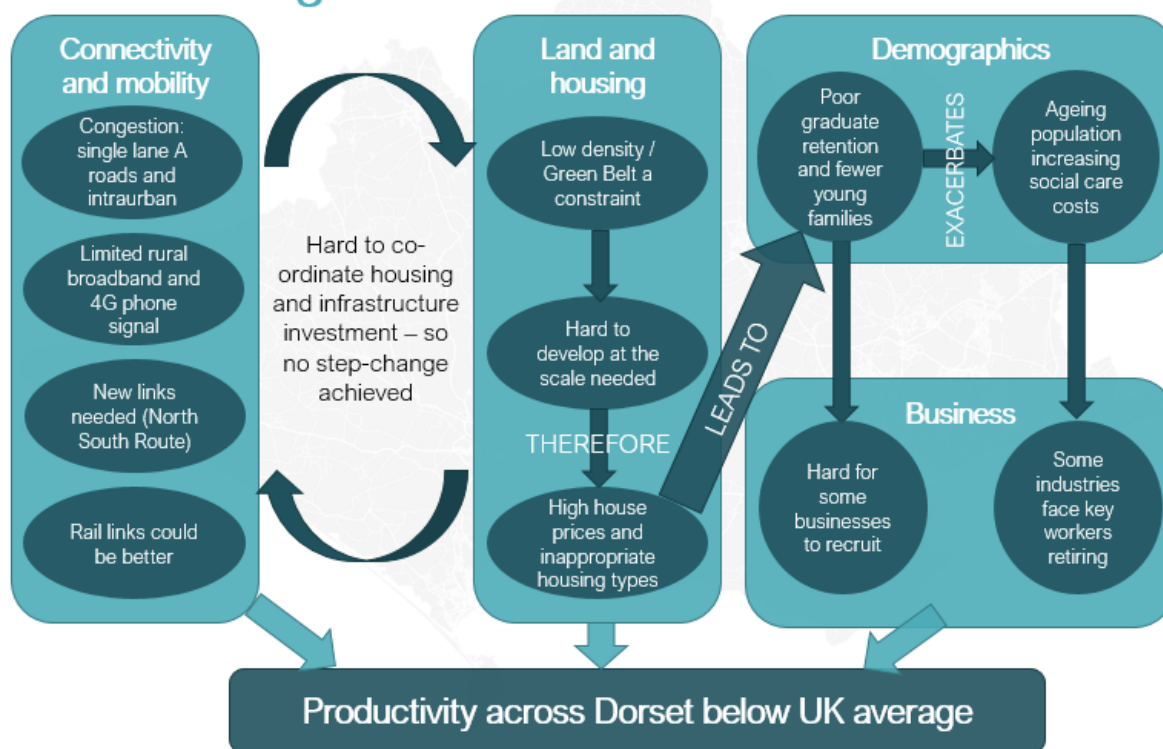 Connectivity
and mobility
Congestion:
single lane A
roads and
intraurban
Limited rural
broadband and
4G phone
signal
New links
needed (North
South Route)
Rail links could
be better
Hard to co-
ordinate housing
and infrastructure
investment – so
no step-change
achieved
Land and
housing
Low density /
Green Belt a
constraint
Hard to
develop at the
scale needed
THEREFORE
High house
prices and
inappropriate
housing types
LEADS TO
Demographics
Poor
graduate
retention
and fewer
young
families
EXACERBATES
Ageing
population
increasing
social care
costs
Business
Hard for
some
businesses
to recruit
Some
industries
face key
workers
retiring
Productivity across Dorset below UK average